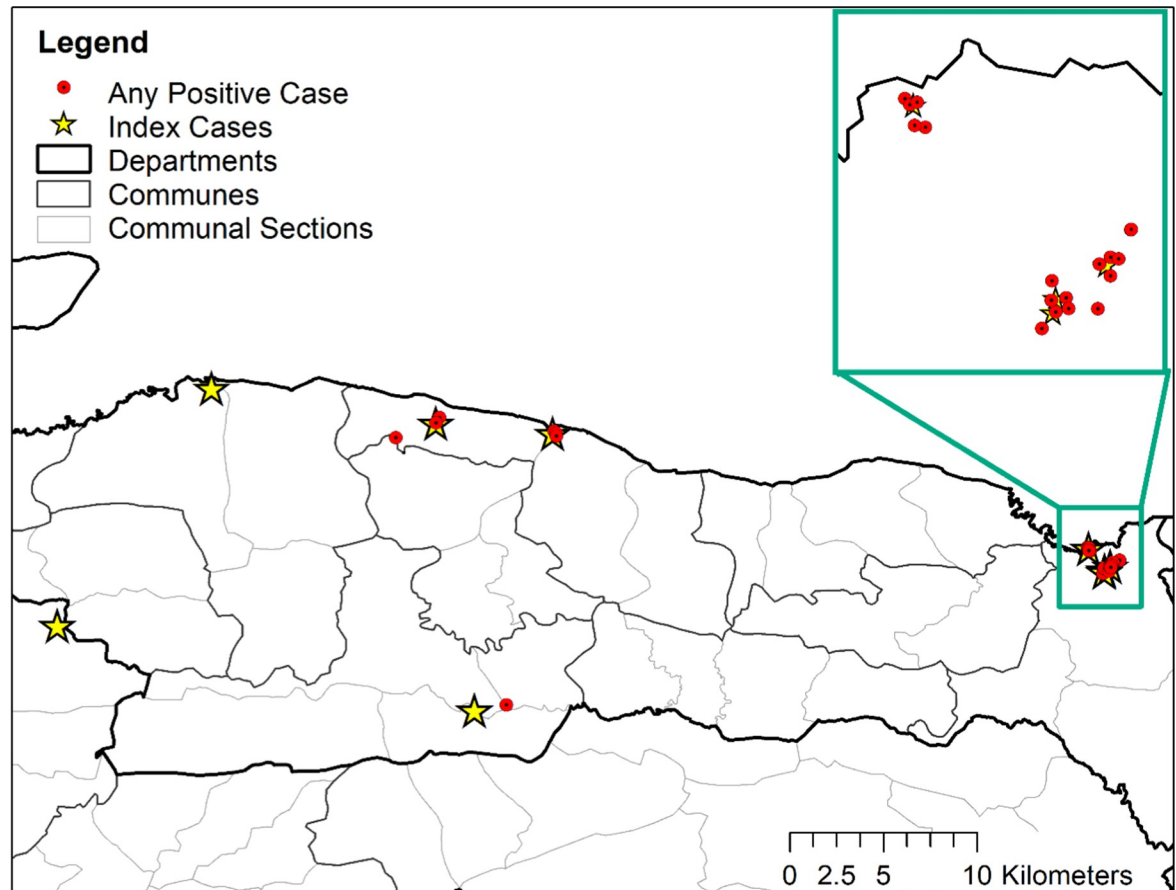 Legend
Any Positive Case
Index Cases
Departments
Communes
Communal Sections
0 2.5 5 10 Kilometers